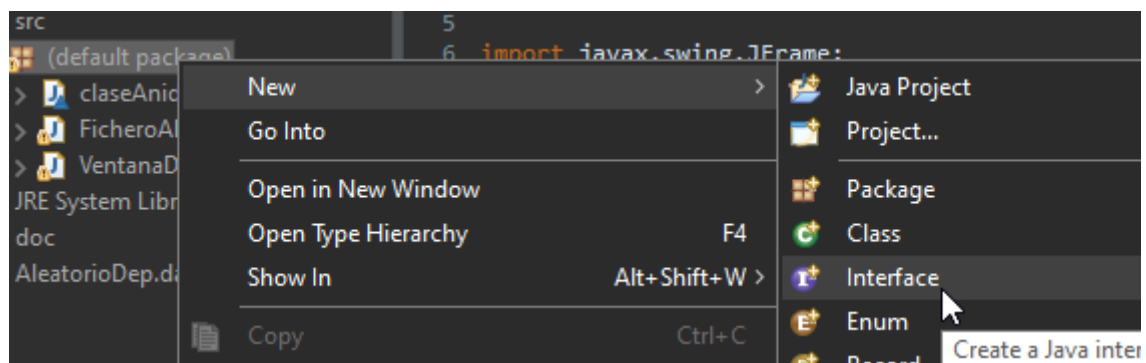 src
5
(default package)
6 import javax.swing.JFrame;
New >
Java Project
> claseAnid
Go Into
Project...
> FicheroAl
> VentanaD
Open in New Window
Package
JRE System Libr
Open Type Hierarchy F4
Class
doc
Show In Alt+Shift+W >
Interface
AleatorioDep.da
Copy Ctrl+C
Enum
Create a Java inter
Record